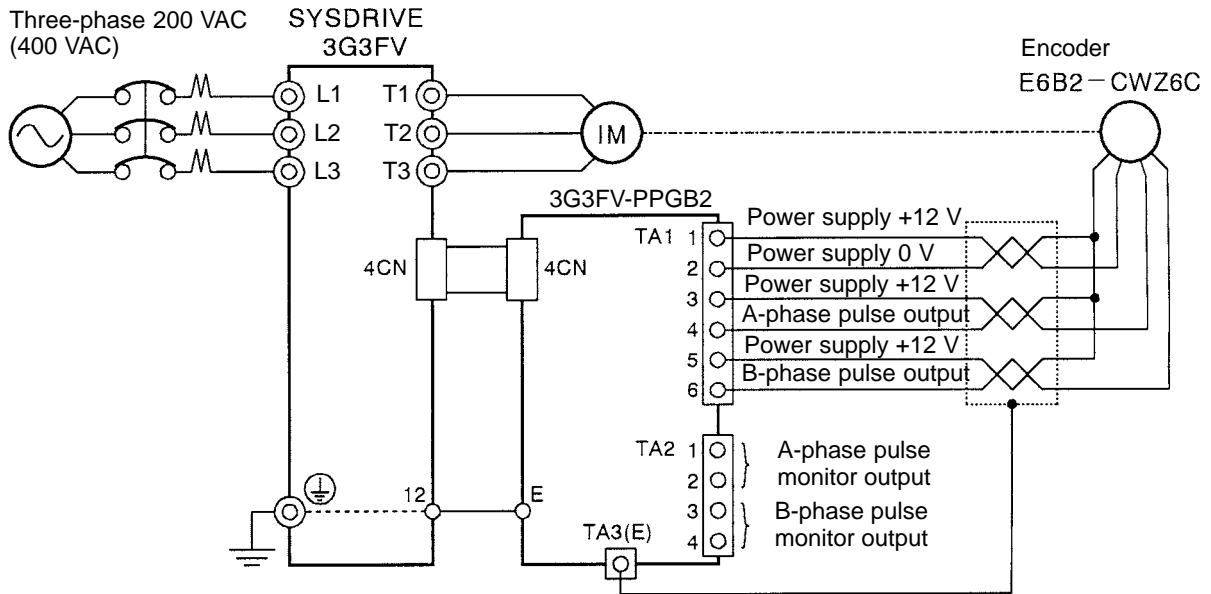 Three-phase 200 VAC
(400 VAC)
SYSDRIVE
3G3FV
Encoder
E6B2-CWZ6C
L1
T1
L2
T2
L3
T3
IM
3G3FV-PPGB2
4CN
4CN
TA1
1
Power supply +12 V
2
Power supply 0 V
3
Power supply +12 V
4
A-phase pulse output
5
Power supply +12 V
6
B-phase pulse output
TA2
1
2
A-phase pulse
monitor output
3
4
B-phase pulse
monitor output
12
E
TA3(E)